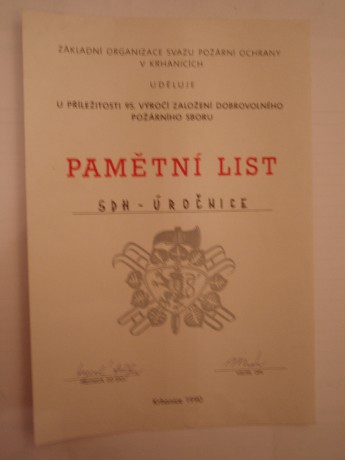 ZÁKLADNÍ ORGANIZACE SVAZU POŽÁRNÍ OCHRANY
V KRHANICÍCH
UDĚLUJE
U PŘÍLEŽITOSTI 95. VÝROČÍ ZALOŽENÍ DOBROVOLNÉHO
POŽÁRNÍHO SBORU
PAMĚTNÍ LIST
SDH - ÚROČNICE
Krhanice 1990